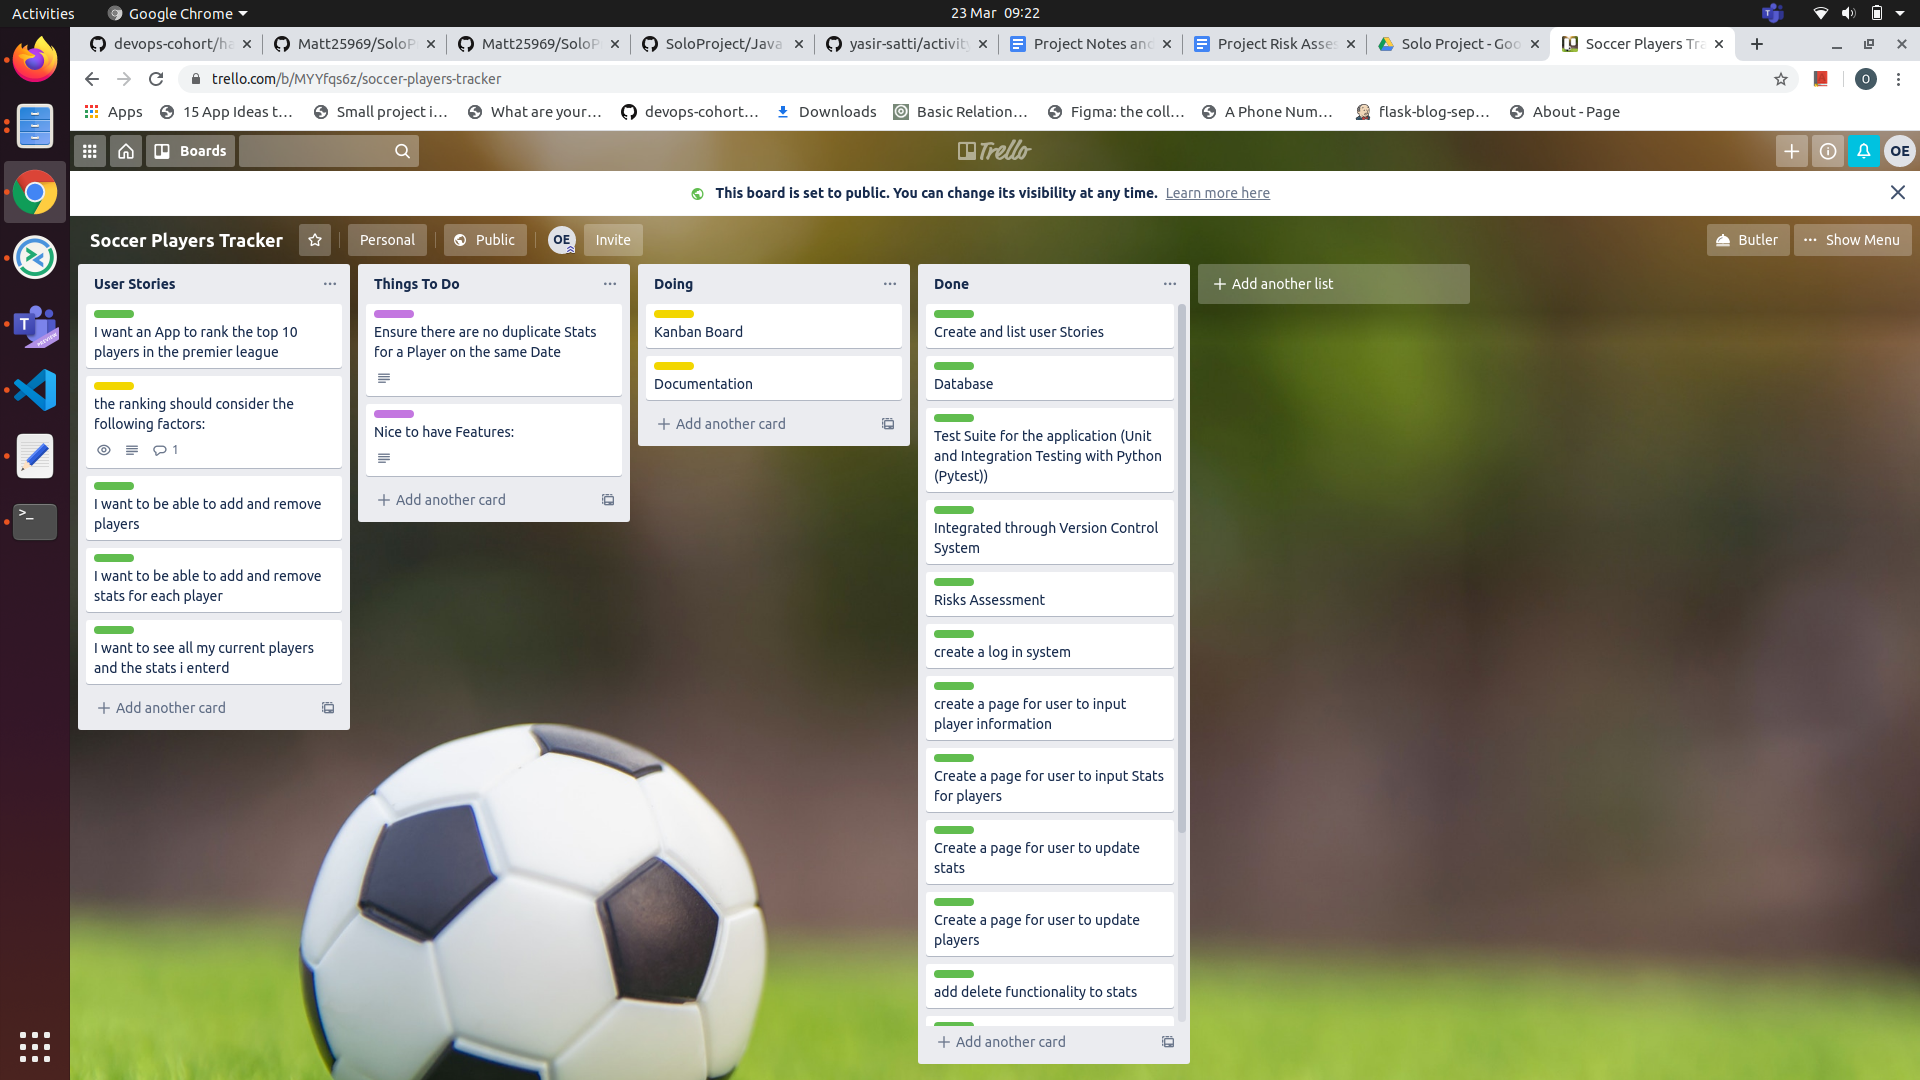 Activities
Google Chrome
23 Mar 09:22
devops-cohort/ha
Matt25969/SoloP
Matt25969/SoloP
SoloProject/Java
yasir-satti/activity
Project Notes and
Project Risk Asses
Solo Project - Goo
Soccer Players Tra
trello.com/b/MYYfqs6z/soccer-players-tracker
O
Apps
15 App Ideas t...
Small project i...
What are your...
devops-cohort...
Downloads
Basic Relation...
Figma: the coll...
A Phone Num...
flask-blog-sep...
About - Page
Boards
Trello
OE
This board is set to public. You can change its visibility at any time. Learn more here
Soccer Players Tracker
Personal
Public
OE
Invite
Butler
Show Menu
User Stories
I want an App to rank the top 10
players in the premier league
the ranking should consider the
following factors:
1
I want to be able to add and remove
players
I want to be able to add and remove
stats for each player
I want to see all my current players
and the stats i enterd
Add another card
Things To Do
Ensure there are no duplicate Stats
for a Player on the same Date
Nice to have Features:
Add another card
Doing
Kanban Board
Documentation
Add another card
Done
Create and list user Stories
Database
Test Suite for the application (Unit
and Integration Testing with Python
(Pytest))
Integrated through Version Control
System
Risks Assessment
create a log in system
create a page for user to input
player information
Create a page for user to input Stats
for players
Create a page for user to update
stats
Create a page for user to update
players
add delete functionality to stats
Add another card
Add another list